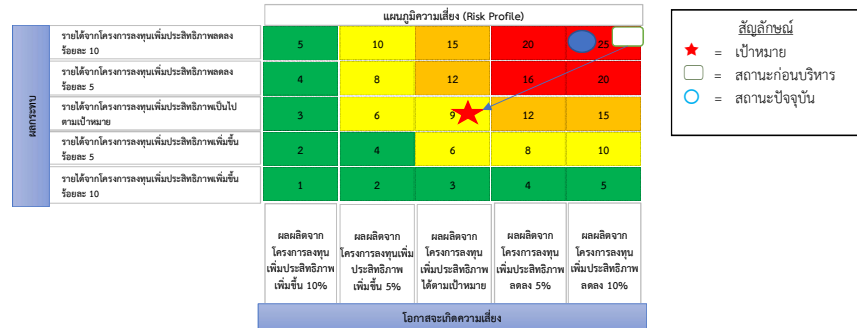 แผนภูมิความเสี่ยง (Risk Profile)
ผลกระทบ
รายได้จากโครงการลงทุนเพิ่มประสิทธิภาพลดลง
ร้อยละ 10
5 10 15 20 25
รายได้จากโครงการลงทุนเพิ่มประสิทธิภาพลดลง
ร้อยละ 5
4 8 12 16 20
รายได้จากโครงการลงทุนเพิ่มประสิทธิภาพเป็นไป
ตามเป้าหมาย
3 6 9 12 15
รายได้จากโครงการลงทุนเพิ่มประสิทธิภาพเพิ่มขึ้น
ร้อยละ 5
2 4 6 8 10
รายได้จากโครงการลงทุนเพิ่มประสิทธิภาพเพิ่มขึ้น
ร้อยละ 10
1 2 3 4 5
ผลผลิตจาก
โครงการลงทุน
เพิ่มประสิทธิภาพ
เพิ่มขึ้น 10%
ผลผลิตจาก
โครงการลงทุนเพิ่ม
ประสิทธิภาพ
เพิ่มขึ้น 5%
ผลผลิตจาก
โครงการลงทุน
เพิ่มประสิทธิภาพ
ได้ตามเป้าหมาย
ผลผลิตจาก
โครงการลงทุน
เพิ่มประสิทธิภาพ
ลดลง 5%
ผลผลิตจาก
โครงการลงทุน
เพิ่มประสิทธิภาพ
ลดลง 10%
โอกาสจะเกิดความเสี่ยง
สัญลักษณ์
= เป้าหมาย
= สถานะก่อนบริหาร
= สถานะปัจจุบัน